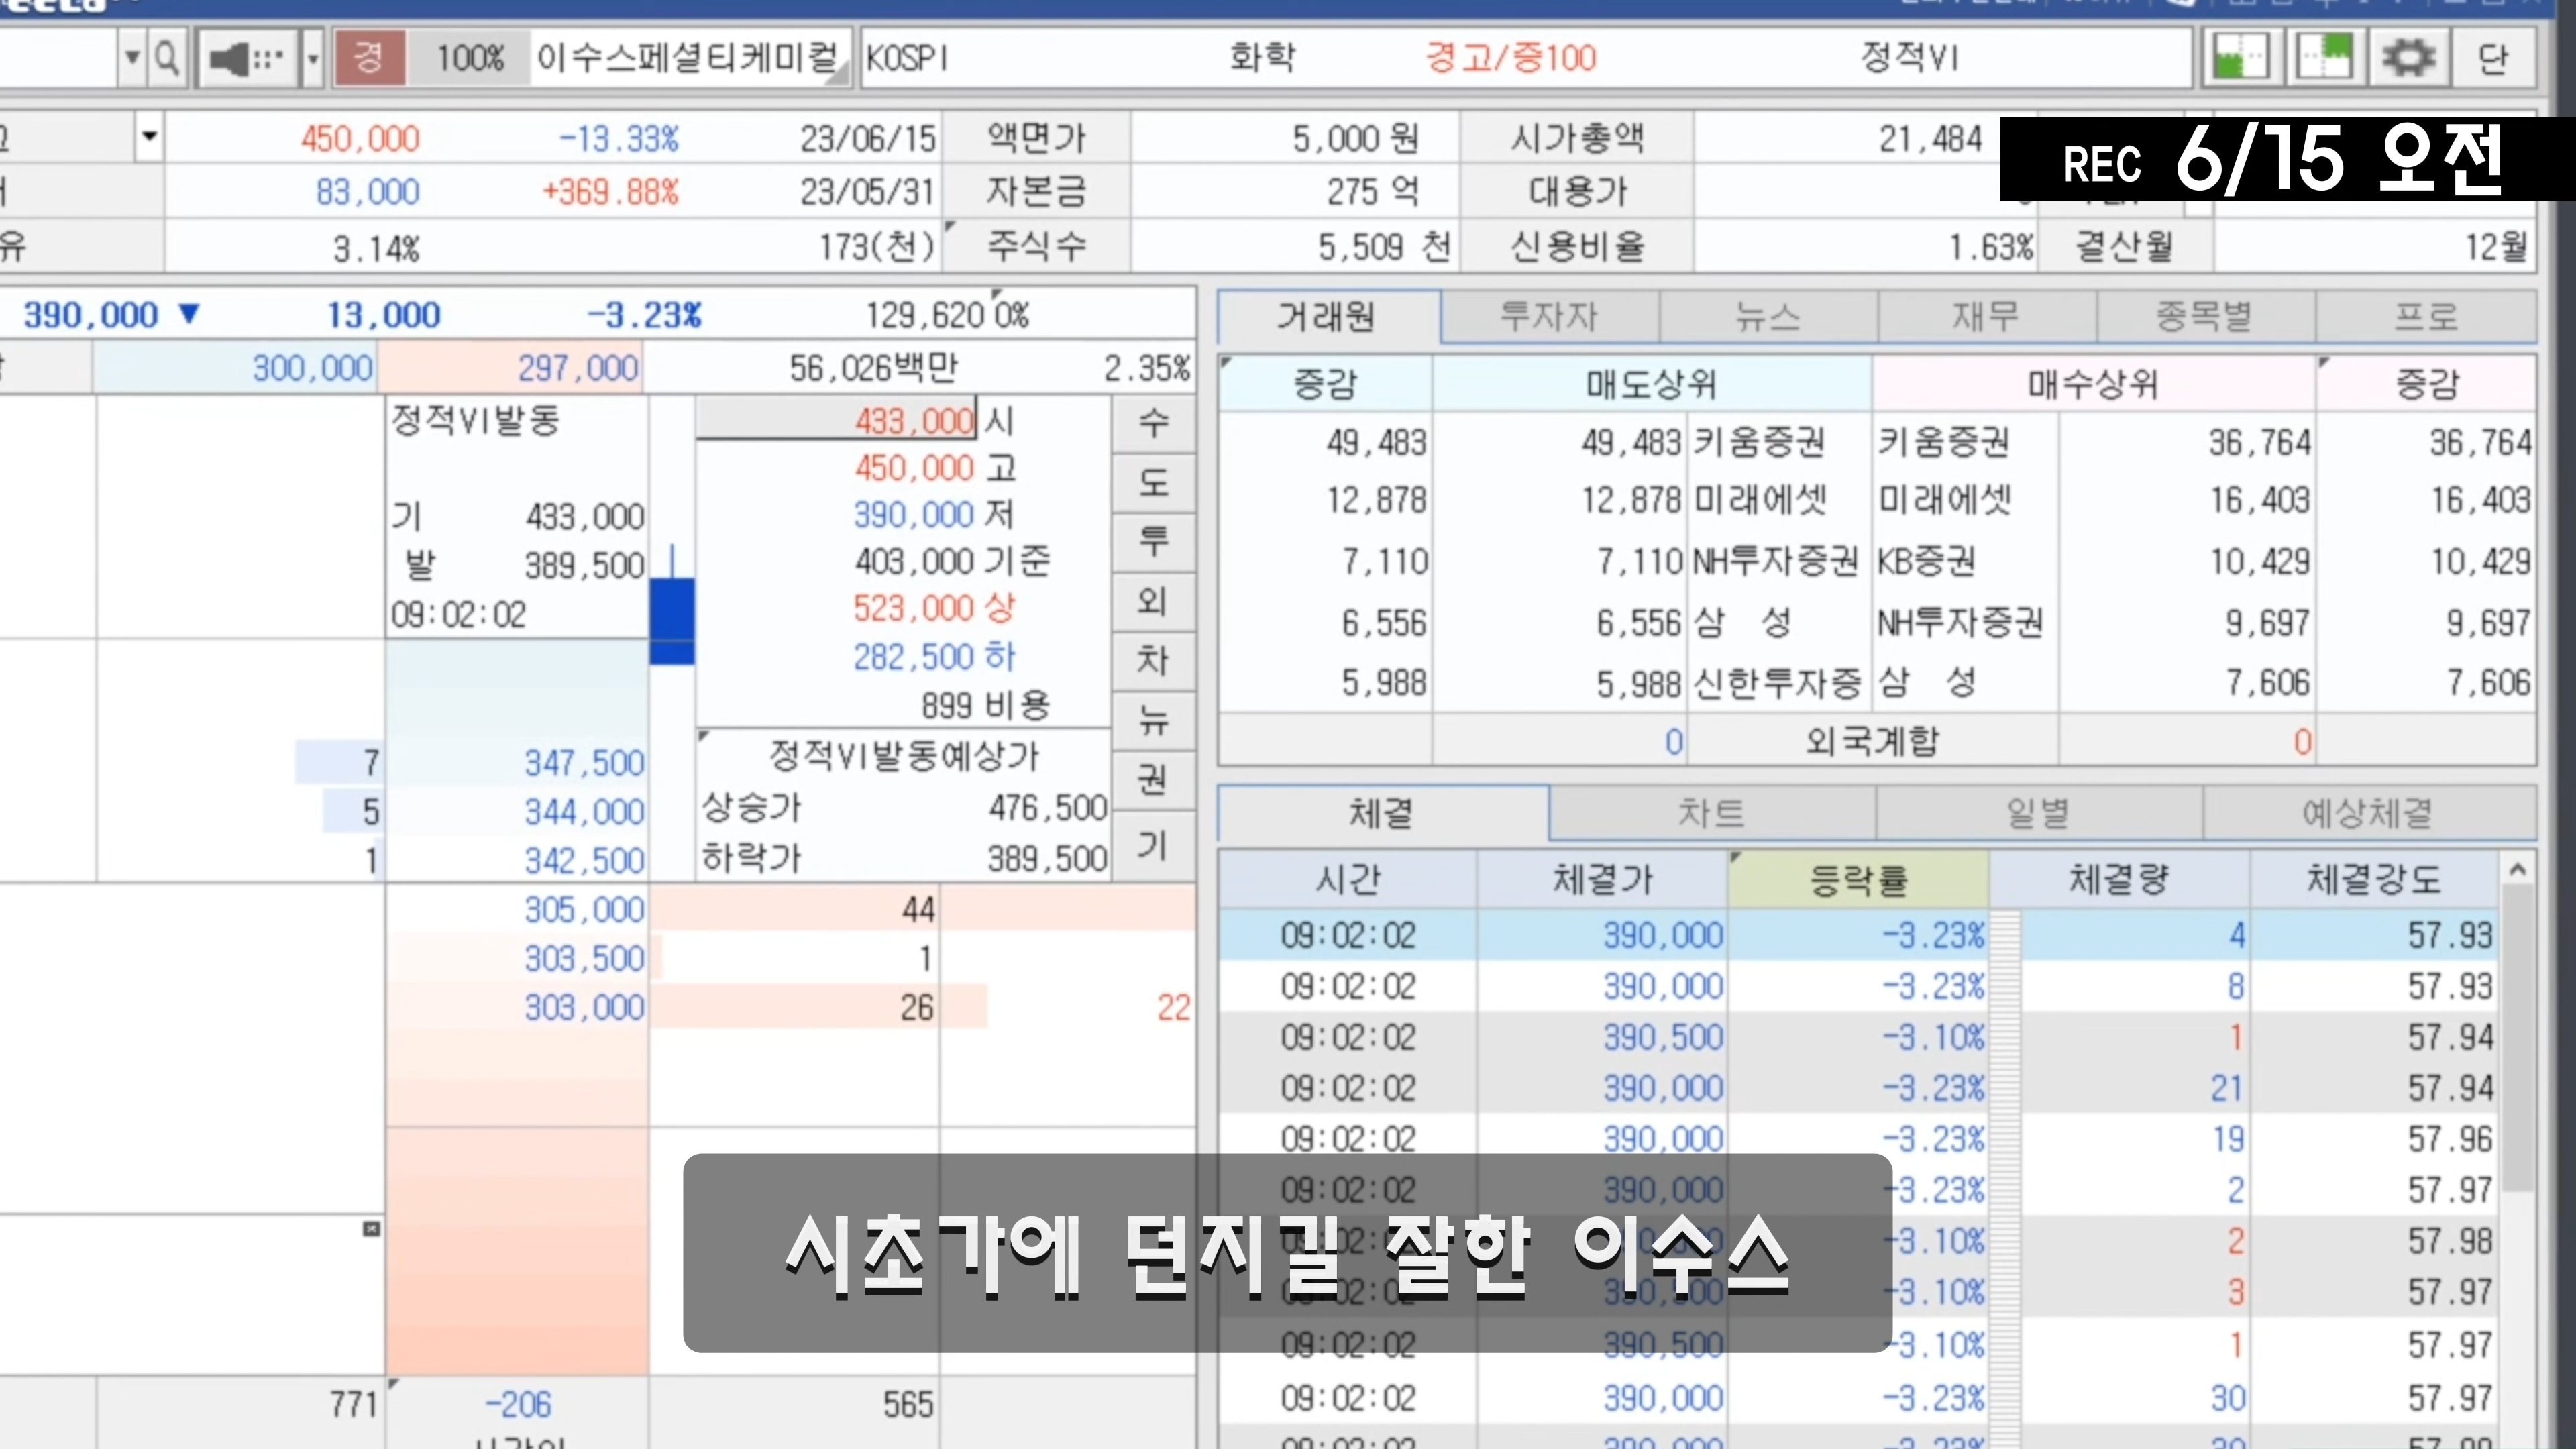 경 100% 이수스페셜티케미컬 KOSPI 화학 경고/증100 정적VI 단
REC 6/15 오전
450,000 -13.33% 23/06/15 액면가 5,000 원 시가총액 21,484
83,000 +369.88% 23/05/31 자본금 275 억 대용가
유 3.14% 173(천) 주식수 5,509 천 신용비율 1.63% 결산월 12월
390,000 ▼ 13,000 -3.23% 129,620 0%
300,000 297,000 56,026백만 2.35%
정적VI발동
기 433,000
발 389,500
09:02:02
433,000 시
450,000 고
390,000 저
403,000 기준
523,000 상
282,500 하
899 비용
정적VI발동예상가
상승가 476,500
하락가 389,500
수
도
투
외
차
뉴
권
기
7 347,500
5 344,000
1 342,500
305,000 44
303,500 1
303,000 26 22
771 -206 565
거래원 투자자 뉴스 재무 종목별 프로
증감 매도상위 매수상위 증감
49,483 49,483 키움증권 키움증권 36,764 36,764
12,878 12,878 미래에셋 미래에셋 16,403 16,403
7,110 7,110 NH투자증권 KB증권 10,429 10,429
6,556 6,556 삼 성 NH투자증권 9,697 9,697
5,988 5,988 신한투자증 삼 성 7,606 7,606
0 외국계합 0
체결 차트 일별 예상체결
시간 체결가 등락률 체결량 체결강도
09:02:02 390,000 -3.23% 4 57.93
09:02:02 390,000 -3.23% 8 57.93
09:02:02 390,500 -3.10% 1 57.94
09:02:02 390,000 -3.23% 21 57.94
09:02:02 390,000 -3.23% 19 57.96
09:02:02 390,000 -3.23% 2 57.97
-3.10% 2 57.98
-3.10% 3 57.97
09:02:02 390,500 -3.10% 1 57.97
09:02:02 390,000 -3.23% 30 57.97
시초가에 던지길 잘한 이수스